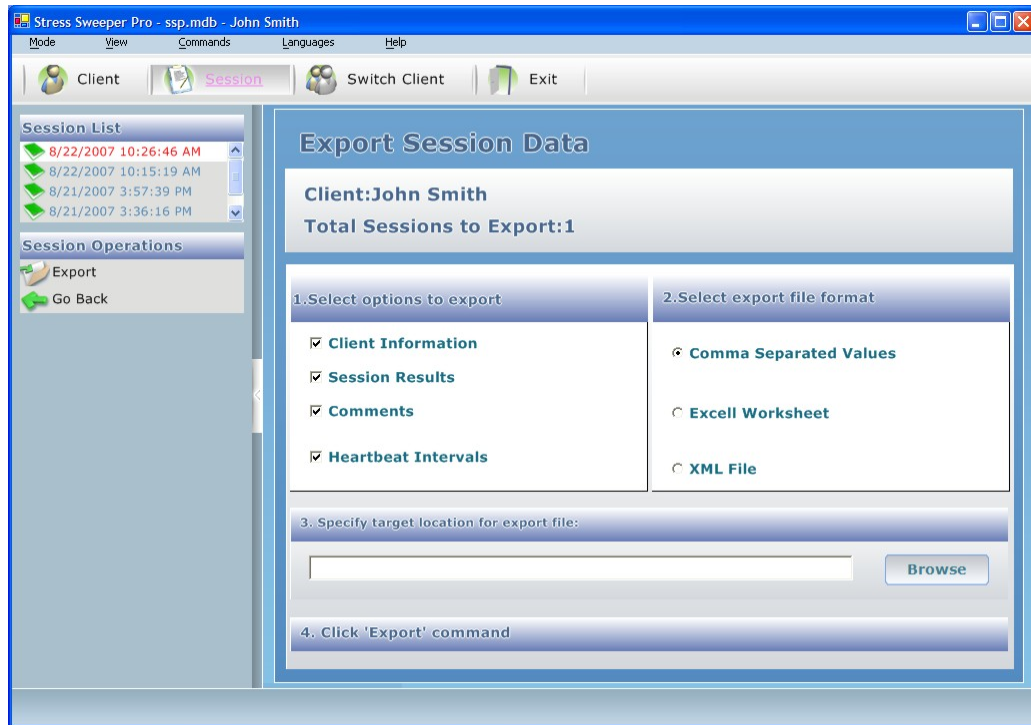 Stress Sweeper Pro - ssp.mdb - John Smith
Mode View Commands Languages Help
Client Session Switch Client Exit
Session List
8/22/2007 10:26:46 AM
8/22/2007 10:15:19 AM
8/21/2007 3:57:39 PM
8/21/2007 3:36:16 PM
Session Operations
Export
Go Back
Export Session Data
Client:John Smith
Total Sessions to Export:1
1.Select options to export
Client Information
Session Results
Comments
Heartbeat Intervals
2.Select export file format
Comma Separated Values
Excell Worksheet
XML File
3. Specify target location for export file:
Browse
4. Click 'Export' command